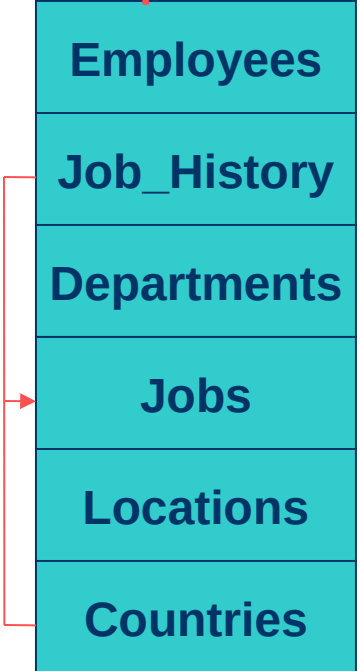 Employees
Job_History
Departments
Jobs
Locations
Countries